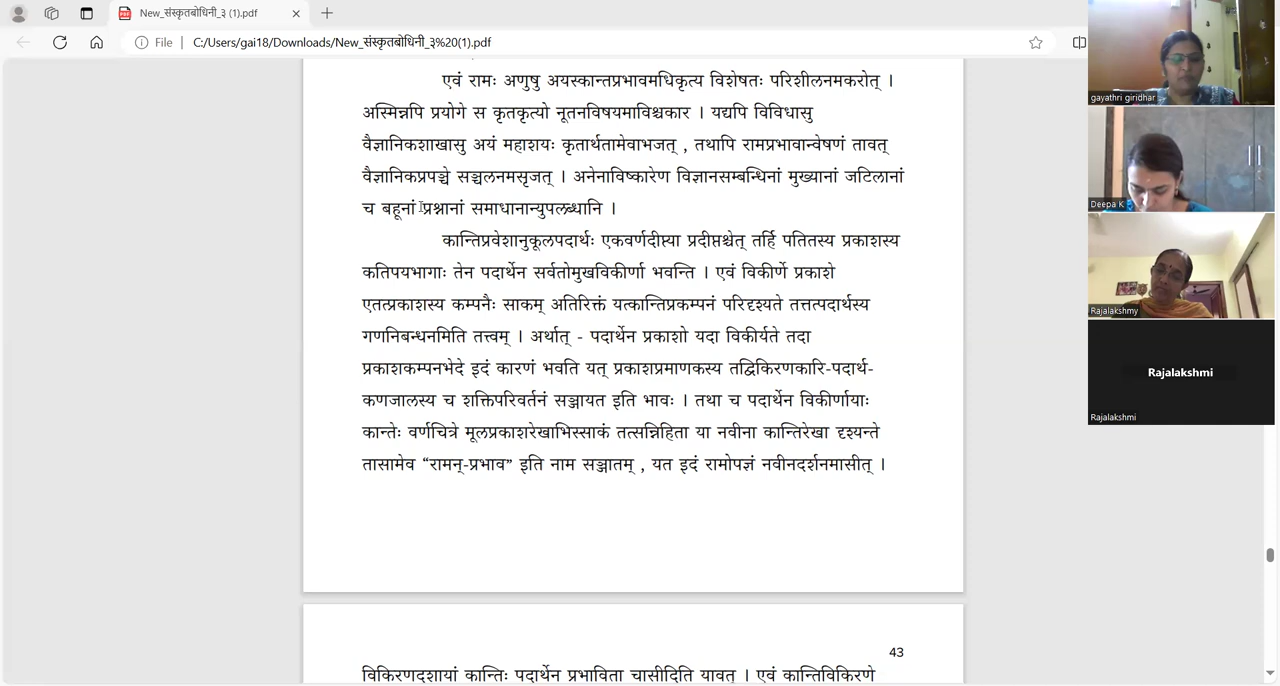 New_संस्कृतबोधिनी_३ (1).pdf
File
C:/Users/gai18/Downloads/New_संस्कृतबोधिनी_३%20(1).pdf
एवं रामः अणुषु अयस्कान्तप्रभावमधिकृत्य विशेषतः परिशीलनमकरोत् ।
अस्मिन्नपि प्रयोगे स कृतकृत्यो नूतनविषयमाविश्चकार । यद्यपि विविधासु
वैज्ञानिकशाखासु अयं महाशयः कृतार्थतामेवाभजत् , तथापि रामप्रभावान्वेषणं तावत्
वैज्ञानिकप्रपञ्चे सञ्चलनमसृजत् । अनेनाविष्कारेण विज्ञानसम्बन्धिनां मुख्यानां जटिलानां
च बहूनां प्रश्नानां समाधानान्युपलब्धानि ।
कान्तिप्रवेशानुकूलपदार्थः एकवर्णदीप्त्या प्रदीप्तश्चेत् तर्हि पतितस्य प्रकाशस्य
कतिपयभागाः तेन पदार्थेन सर्वतोमुखविकीर्णा भवन्ति । एवं विकीर्णे प्रकाशे
एतत्प्रकाशस्य कम्पनैः साकम् अतिरिक्तं यत्कान्तिप्रकम्पनं परिदृश्यते तत्तत्पदार्थस्य
गणनिबन्धनमिति तत्त्वम् । अर्थात् - पदार्थेन प्रकाशो यदा विकीर्यते तदा
प्रकाशकम्पनभेदे इदं कारणं भवति यत् प्रकाशप्रमाणकस्य तद्विकिरणकारि-पदार्थ-
कणजालस्य च शक्तिपरिवर्तनं सञ्जायत इति भावः । तथा च पदार्थेन विकीर्णायाः
कान्तेः वर्णचित्रे मूलप्रकाशरेखाभिस्साकं तत्सन्निहिता या नवीना कान्तिरेखा दृश्यन्ते
तासामेव “रामन्-प्रभाव” इति नाम सञ्जातम् , यत इदं रामोपज्ञं नवीनदर्शनमासीत् ।
43
विकिरणदशायां कान्तिः पदार्थेन प्रभाविता चासीदिति यावत् । एवं कान्तिविकिरणे
gayathri giridhar
Deepa K
Rajalakshmy
Rajalakshmi
Rajalakshmi